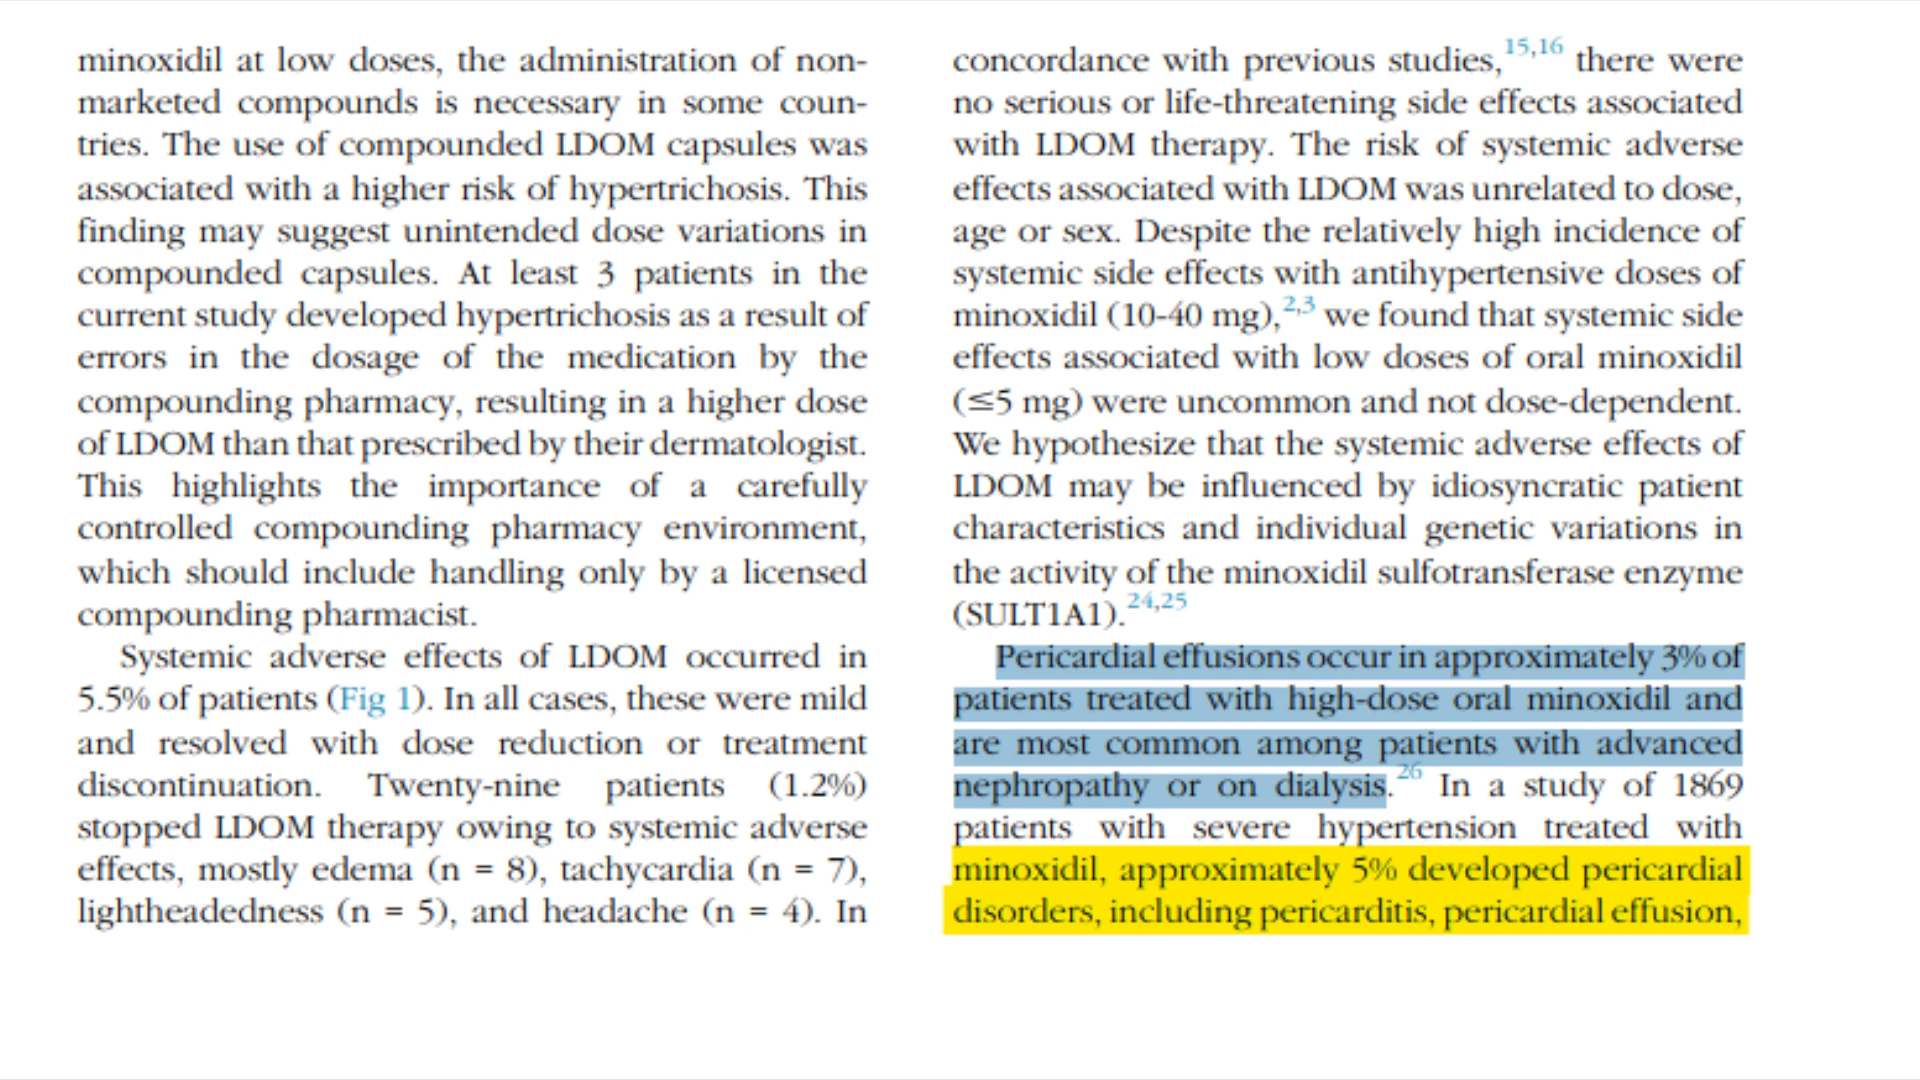 minoxidil at low doses, the administration of non-
marketed compounds is necessary in some coun-
tries. The use of compounded LDOM capsules was
associated with a higher risk of hypertrichosis. This
finding may suggest unintended dose variations in
compounded capsules. At least 3 patients in the
current study developed hypertrichosis as a result of
errors in the dosage of the medication by the
compounding pharmacy, resulting in a higher dose
of LDOM than that prescribed by their dermatologist.
This highlights the importance of a carefully
controlled compounding pharmacy environment,
which should include handling only by a licensed
compounding pharmacist.
Systemic adverse effects of LDOM occurred in
5.5% of patients (Fig 1). In all cases, these were mild
and resolved with dose reduction or treatment
discontinuation. Twenty-nine patients (1.2%)
stopped LDOM therapy owing to systemic adverse
effects, mostly edema (n = 8), tachycardia (n = 7),
lightheadedness (n = 5), and headache (n = 4). In
concordance with previous studies,15,16 there were
no serious or life-threatening side effects associated
with LDOM therapy. The risk of systemic adverse
effects associated with LDOM was unrelated to dose,
age or sex. Despite the relatively high incidence of
systemic side effects with antihypertensive doses of
minoxidil (10-40 mg),2,3 we found that systemic side
effects associated with low doses of oral minoxidil
(≤5 mg) were uncommon and not dose-dependent.
We hypothesize that the systemic adverse effects of
LDOM may be influenced by idiosyncratic patient
characteristics and individual genetic variations in
the activity of the minoxidil sulfotransferase enzyme
(SULT1A1).24,25
Pericardial effusions occur in approximately 3% of
patients treated with high-dose oral minoxidil and
are most common among patients with advanced
nephropathy or on dialysis.26 In a study of 1869
patients with severe hypertension treated with
minoxidil, approximately 5% developed pericardial
disorders, including pericarditis, pericardial effusion,